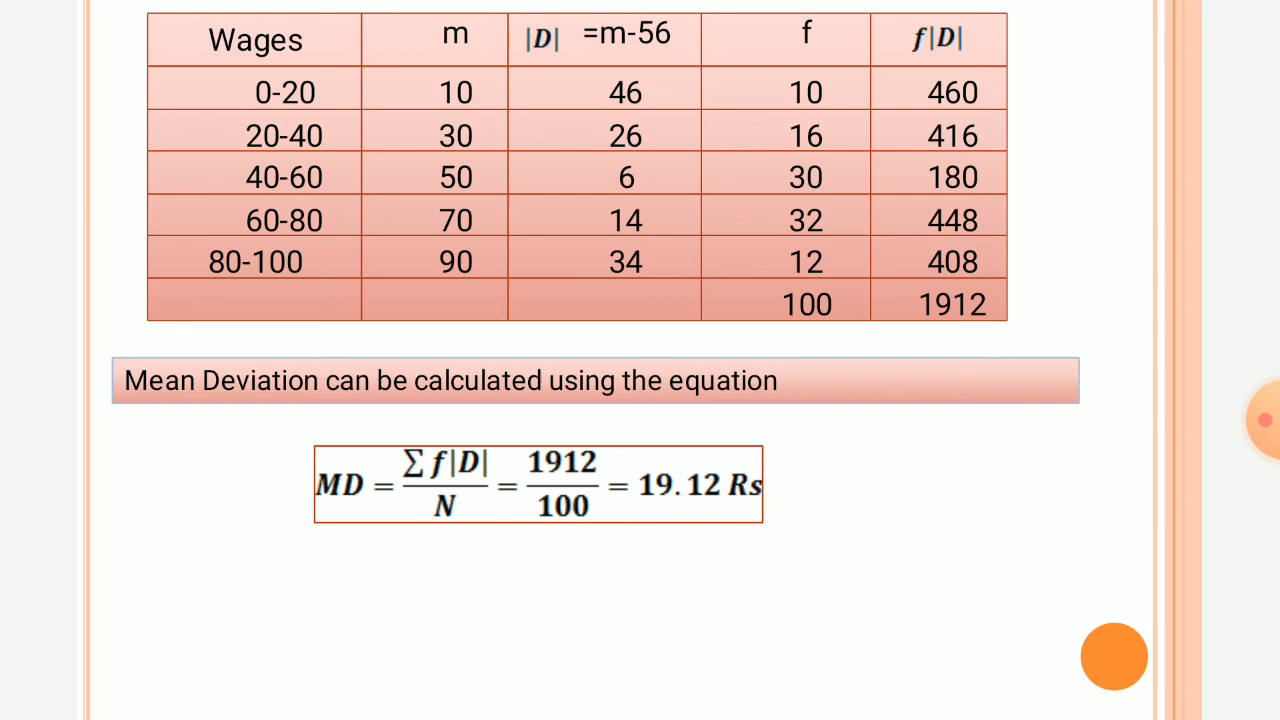 Wages m |D| =m-56 f f|D|
0-20 10 46 10 460
20-40 30 26 16 416
40-60 50 6 30 180
60-80 70 14 32 448
80-100 90 34 12 408
100 1912
Mean Deviation can be calculated using the equation
MD = ∑ f|D| / N = 1912 / 100 = 19.12 Rs